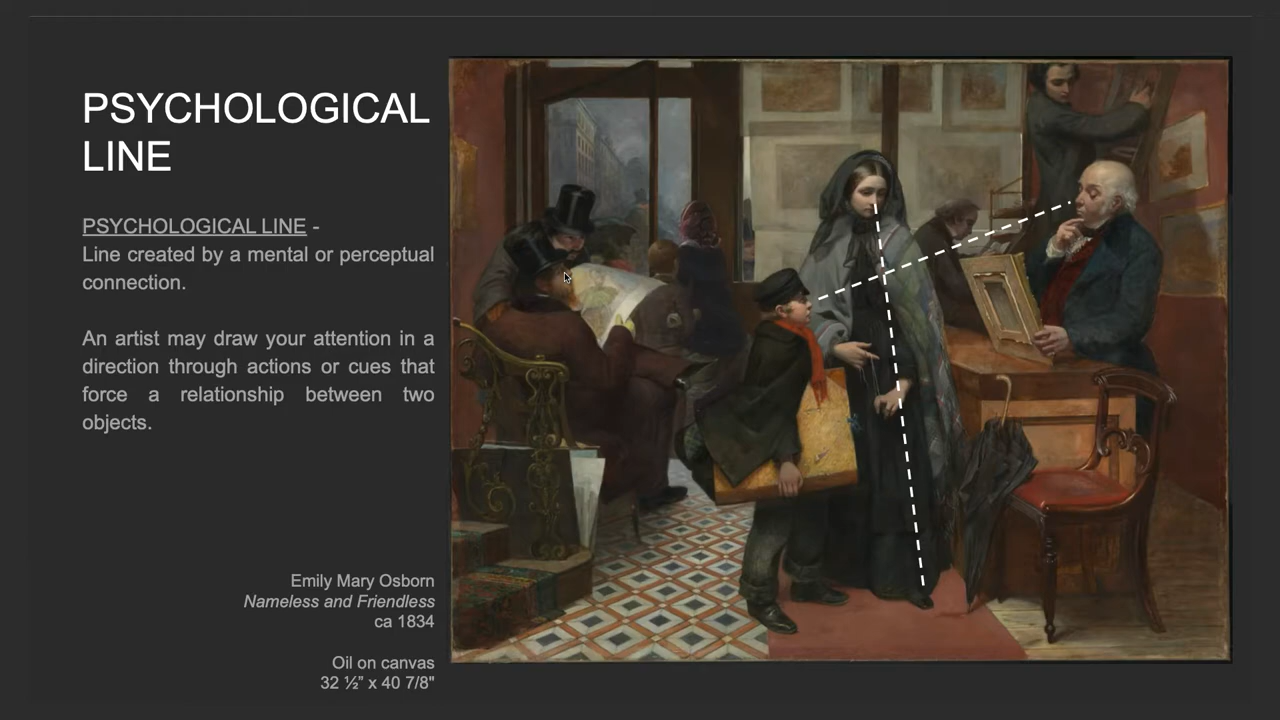 PSYCHOLOGICAL
LINE
PSYCHOLOGICAL LINE -
Line created by a mental or perceptual
connection.
An artist may draw your attention in a
direction through actions or cues that
force a relationship between two
objects.
Emily Mary Osborn
Nameless and Friendless
ca 1834
Oil on canvas
32 ½” x 40 7/8"